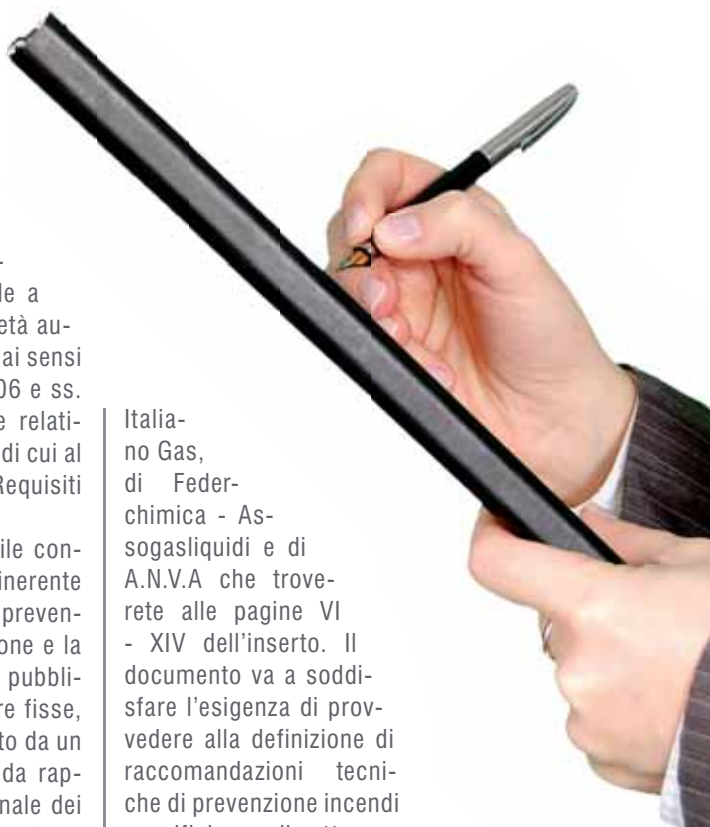 -
le a
età au-
ai sensi
06 e ss.
e relati-
di cui al
Requisiti
ile con-
inerente
preven-
one e la
pubbli-
re fisse,
to da un
da rap-
nale dei
Italia-
no Gas,
di Feder-
chimica - As-
sogasliquidi e di
A.N.V.A che trove-
rete alle pagine VI
- XIV dell'inserto. Il
documento va a soddi-
sfare l'esigenza di prov-
vedere alla definizione di
raccomandazioni tecni-
che di prevenzione incendi